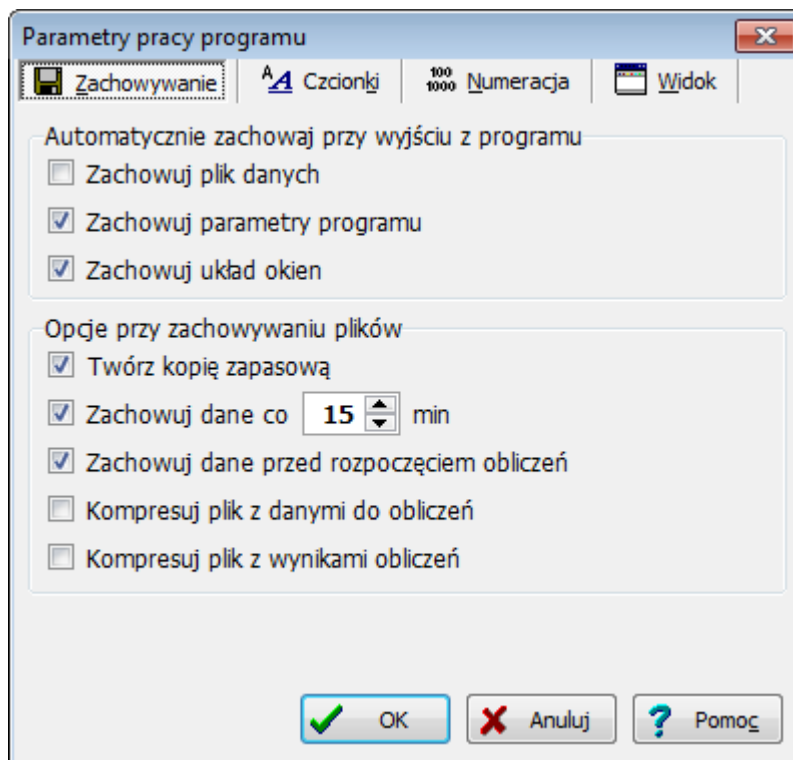 Parametry pracy programu
Zachowywanie AA Czcionki 100 1000 Numeracja Widok
Automatycznie zachowaj przy wyjściu z programu
Zachowuj plik danych
Zachowuj parametry programu
Zachowuj układ okien
Opcje przy zachowywaniu plików
Twórz kopię zapasową
Zachowuj dane co 15 min
Zachowuj dane przed rozpoczęciem obliczeń
Kompresuj plik z danymi do obliczeń
Kompresuj plik z wynikami obliczeń
OK Anuluj ? Pomoc